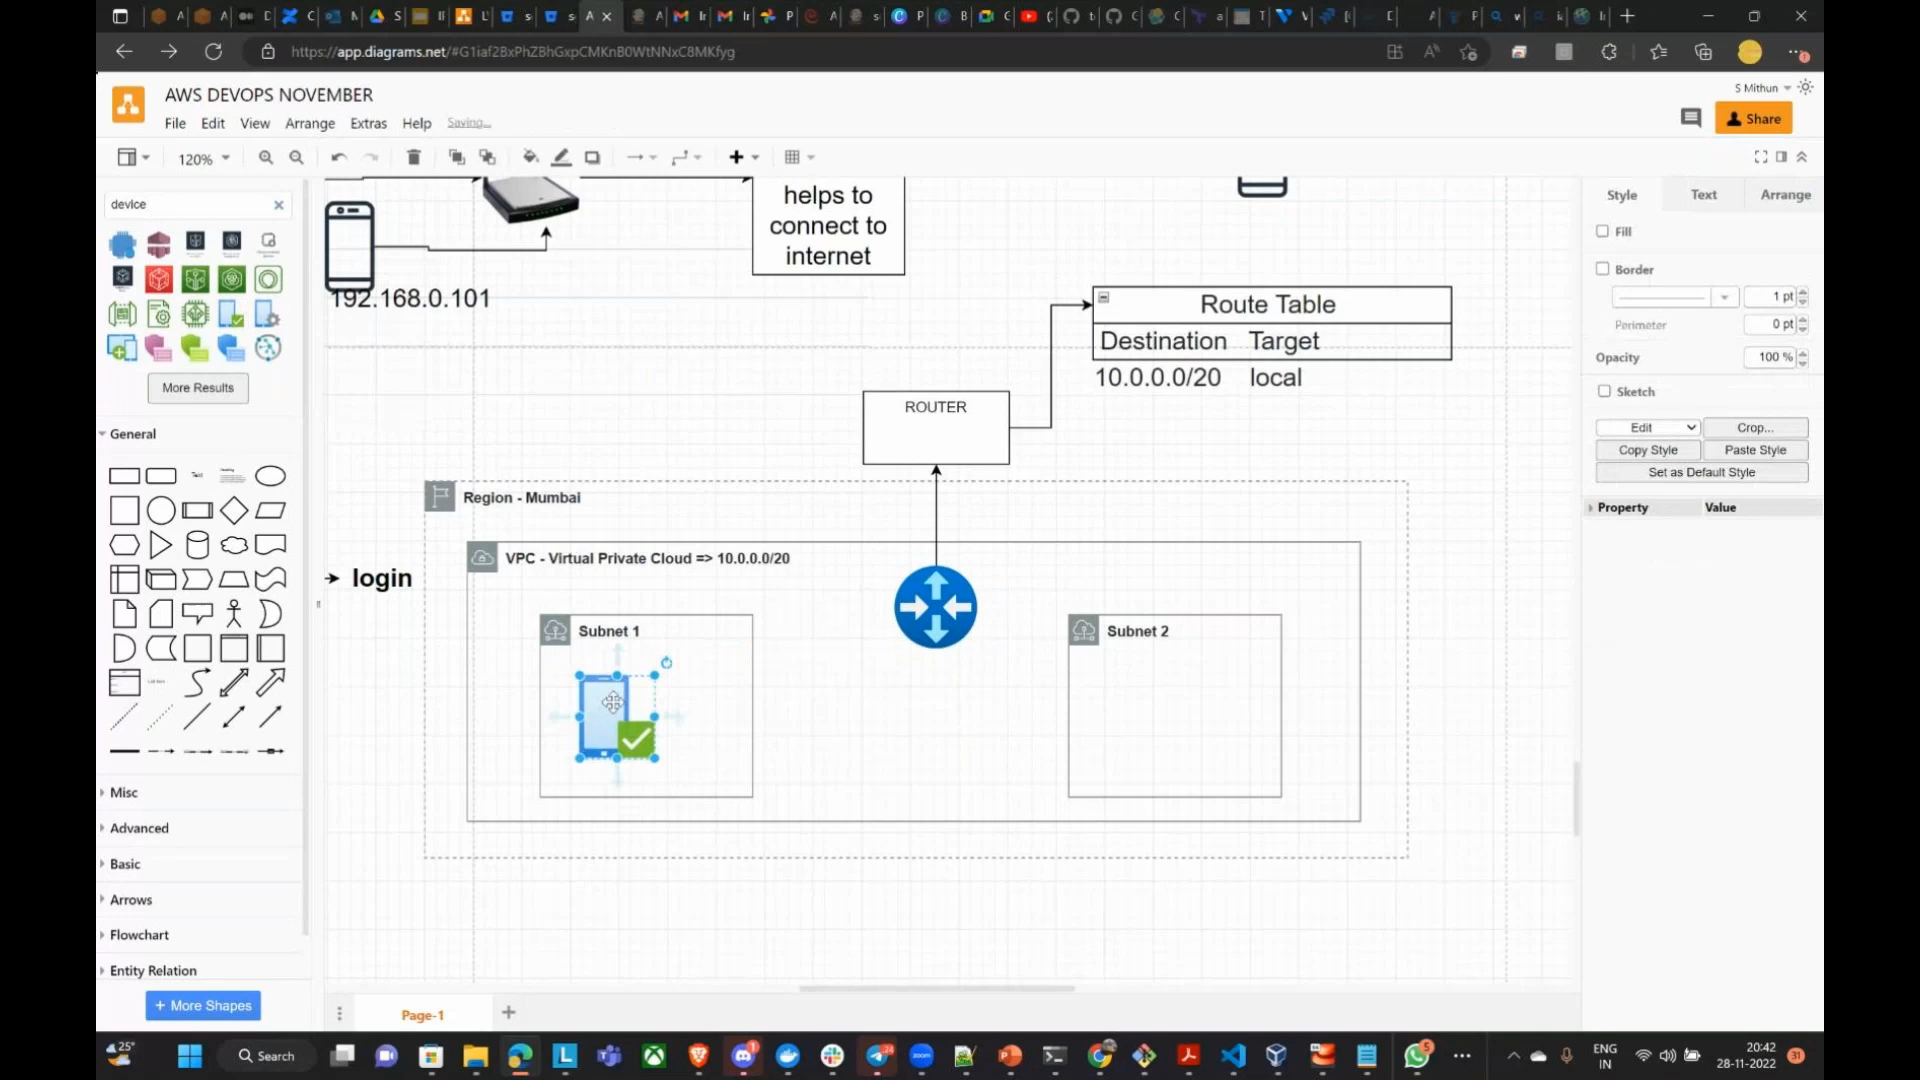 https://app.diagrams.net/#G1iaf2BxPhZBhGxpCMKnB0WtNNxC8MKfyg
AWS DEVOPS NOVEMBER
S Mithun
File Edit View Arrange Extras Help Saving...
Share
120%
device
More Results
General
Misc
Advanced
Basic
Arrows
Flowchart
Entity Relation
+ More Shapes
helps to
connect to
internet
192.168.0.101
Route Table
Destination Target
10.0.0.0/20 local
ROUTER
Region - Mumbai
VPC - Virtual Private Cloud => 10.0.0.0/20
login
Subnet 1
Subnet 2
Style Text Arrange
Fill
Border
1 pt
Perimeter 0 pt
Opacity 100 %
Sketch
Edit Crop...
Copy Style Paste Style
Set as Default Style
Property Value
Page-1
25°
Search
ENG
IN
20:42
28-11-2022
31